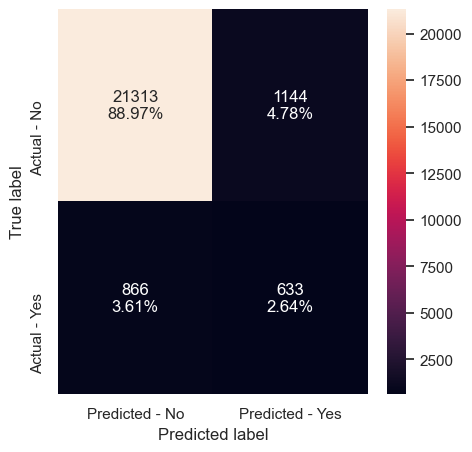 21313
88.97%
1144
4.78%
866
3.61%
633
2.64%
Actual - No
Actual - Yes
True label
Predicted - No
Predicted - Yes
Predicted label
20000
17500
15000
12500
10000
7500
5000
2500